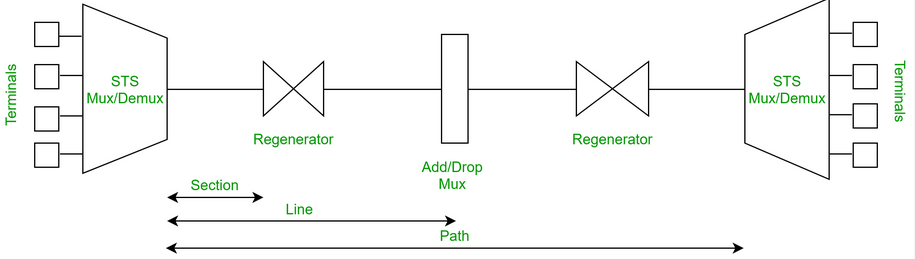 Terminals
STS
Mux/Demux
Regenerator
Add/Drop
Mux
Regenerator
STS
Mux/Demux
Terminals
Section
Line
Path